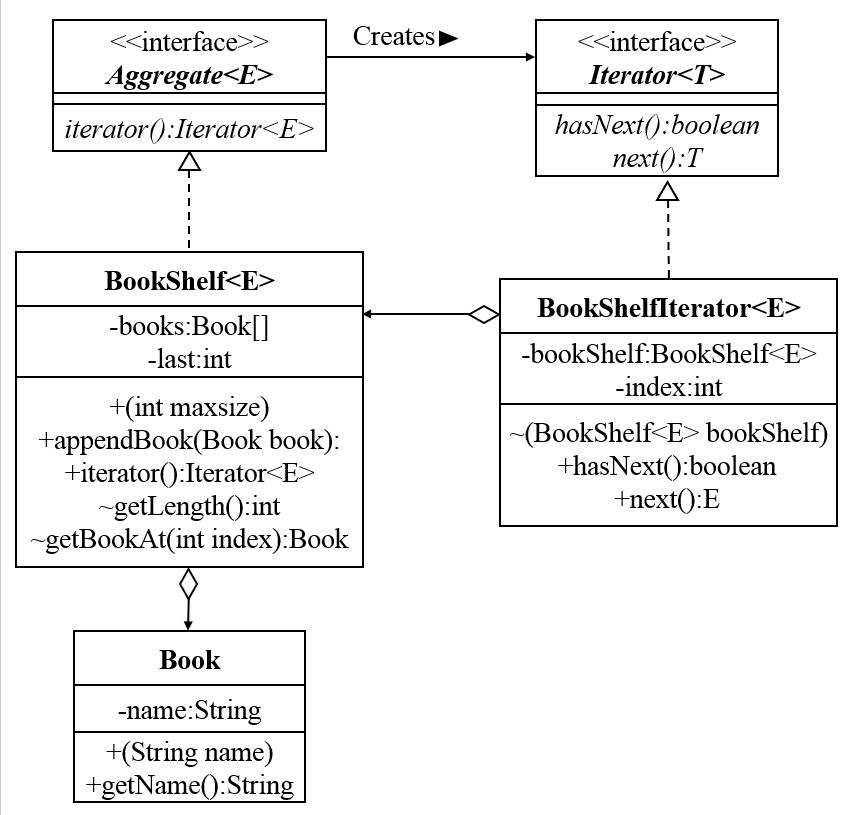 <<interface>>
Aggregate<E>
iterator():Iterator<E>
Creates▶
<<interface>>
Iterator<T>
hasNext():boolean
next():T
BookShelf<E>
-books:Book[]
-last:int
+(int maxsize)
+appendBook(Book book):
+iterator():Iterator<E>
~getLength():int
~getBookAt(int index):Book
BookShelfIterator<E>
-bookShelf:BookShelf<E>
-index:int
~(BookShelf<E> bookShelf)
+hasNext():boolean
+next():E
Book
-name:String
+(String name)
+getName():String